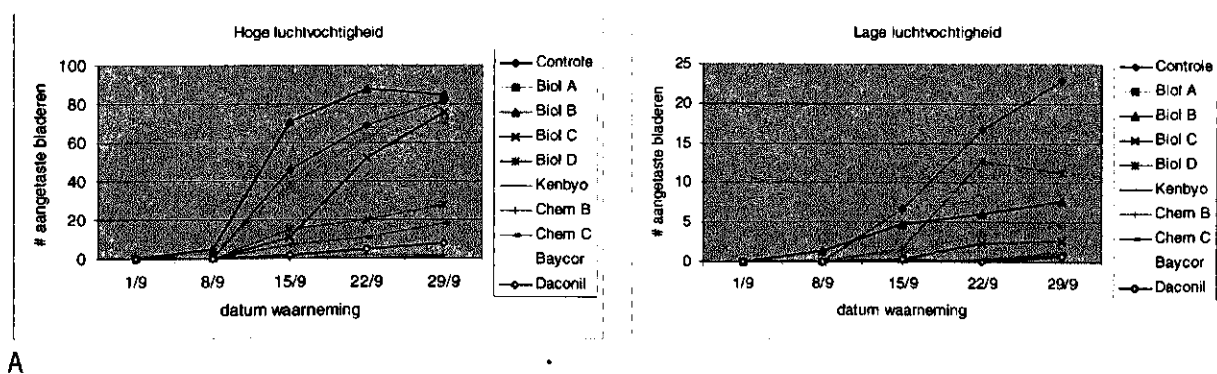 Hoge luchtvochtigheid
# aangetaste bladeren
100
80
60
40
20
0
1/9 8/9 15/9 22/9 29/9
datum waarneming
Controle
Biol A
Biol B
Biol C
Biol D
Kenbyo
Chem B
Chem C
Baycor
Daconil
Lage luchtvochtigheid
# aangetaste bladeren
25
20
15
10
5
0
1/9 8/9 15/9 22/9 29/9
datum waarneming
Controle
Biol A
Biol B
Biol C
Biol D
Kenbyo
Chem B
Chem C
Baycor
Daconil
A